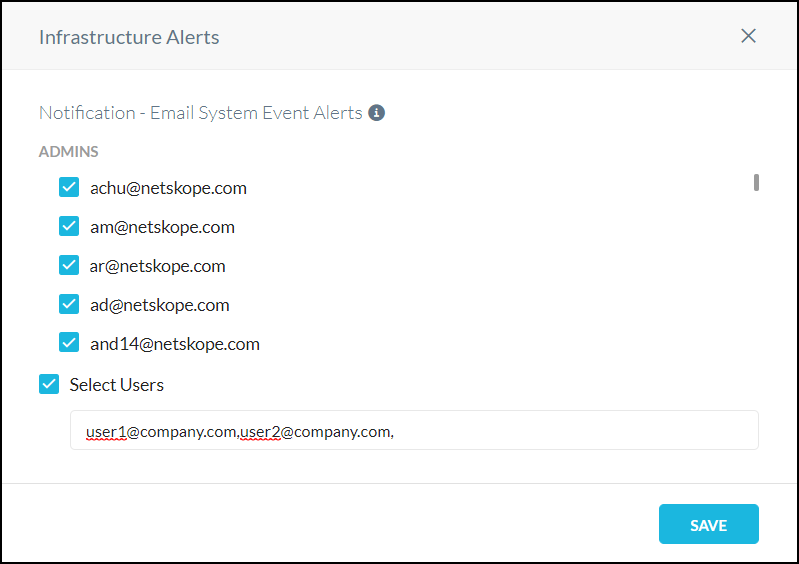 Infrastructure Alerts
Notification - Email System Event Alerts
ADMINS
achu@netskope.com
am@netskope.com
ar@netskope.com
ad@netskope.com
and14@netskope.com
Select Users
user1@company.com,user2@company.com,
SAVE